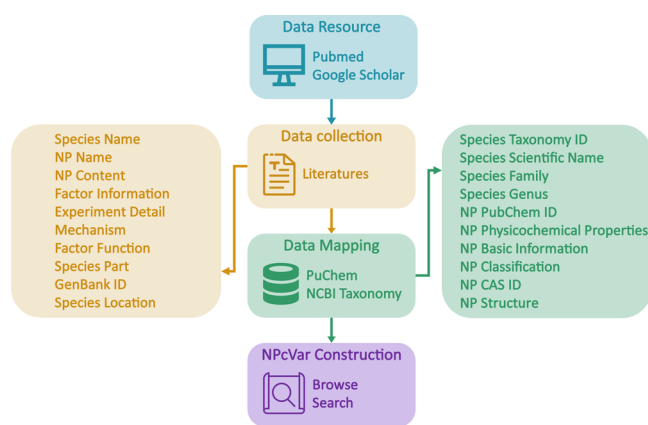 Data Resource
Pubmed
Google Scholar
Data collection
Literatures
Species Name
NP Name
NP Content
Factor Information
Experiment Detail
Mechanism
Factor Function
Species Part
GenBank ID
Species Location
Data Mapping
PuChem
NCBI Taxonomy
Species Taxonomy ID
Species Scientific Name
Species Family
Species Genus
NP PubChem ID
NP Physicochemical Properties
NP Basic Information
NP Classification
NP CAS ID
NP Structure
NPcVar Construction
Browse
Search